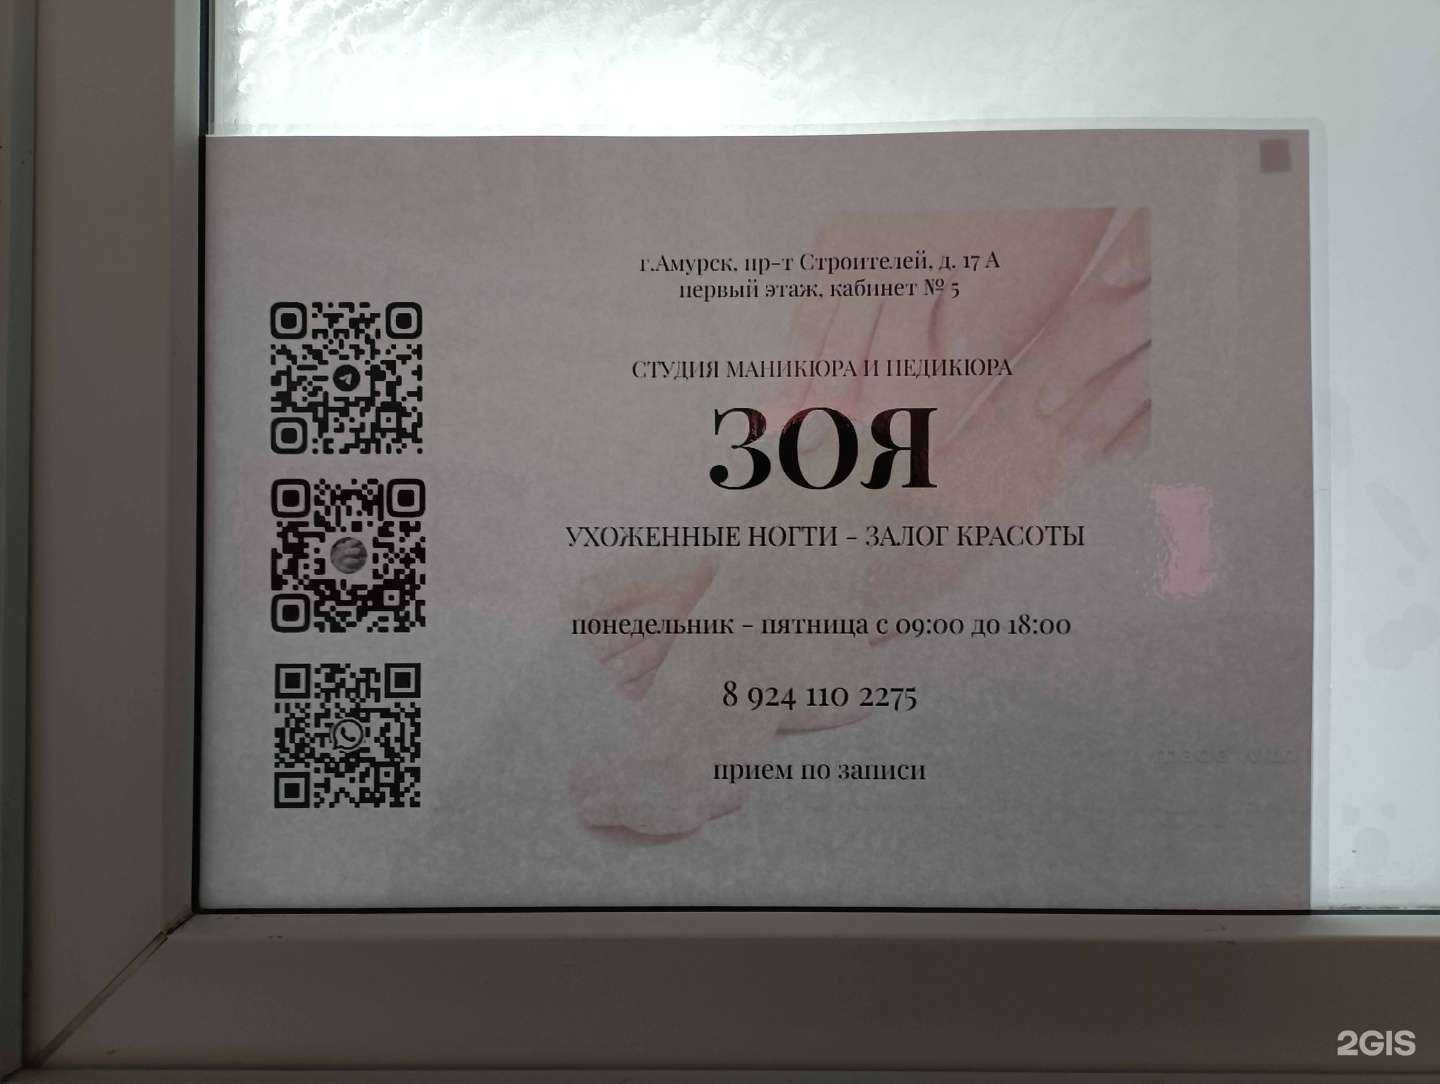 г.Амурск, пр-т Строителей, д. 17 А
первый этаж, кабинет № 5
СТУДИЯ МАНИКЮРА И ПЕДИКЮРА
ЗОЯ
УХОЖЕННЫЕ НОГТИ - ЗАЛОГ КРАСОТЫ
понедельник - пятница с 09:00 до 18:00
8 924 110 2275
прием по записи
2GIS